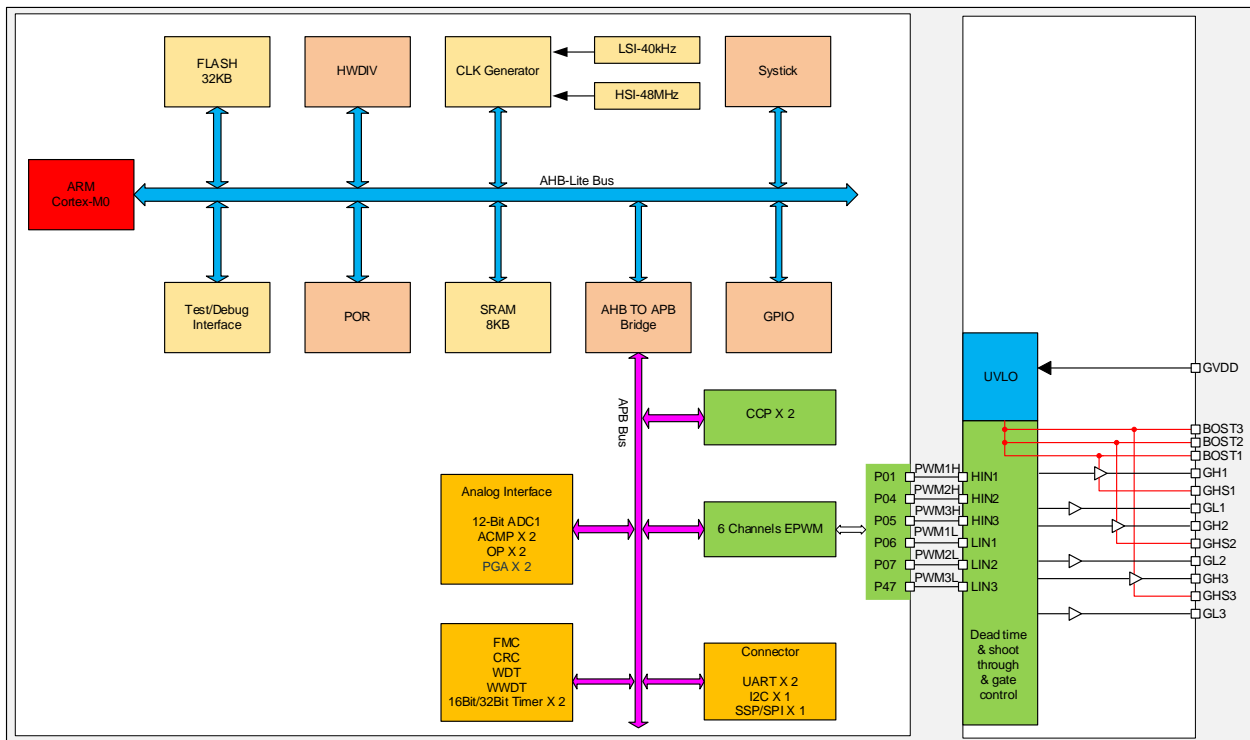 FLASH
32KB
HWDIV
CLK Generator
LSI-40kHz
HSI-48MHz
Systick
ARM
Cortex-M0
AHB-Lite Bus
Test/Debug
Interface
POR
SRAM
8KB
AHB TO APB
Bridge
GPIO
APB Bus
CCP X 2
Analog Interface
12-Bit ADC1
ACMP X 2
OP X 2
PGA X 2
6 Channels EPWM
FMC
CRC
WDT
WWDT
16Bit/32Bit Timer X 2
Connector
UART X 2
I2C X 1
SSP/SPI X 1
P01
P04
P05
P06
P07
P47
PWM1H
PWM2H
PWM3H
PWM1L
PWM2L
PWM3L
UVLO
HIN1
HIN2
HIN3
LIN1
LIN2
LIN3
Dead time
& shoot
through
& gate
control
GVDD
BOST3
BOST2
BOST1
GH1
GHS1
GL1
GH2
GHS2
GL2
GH3
GHS3
GL3